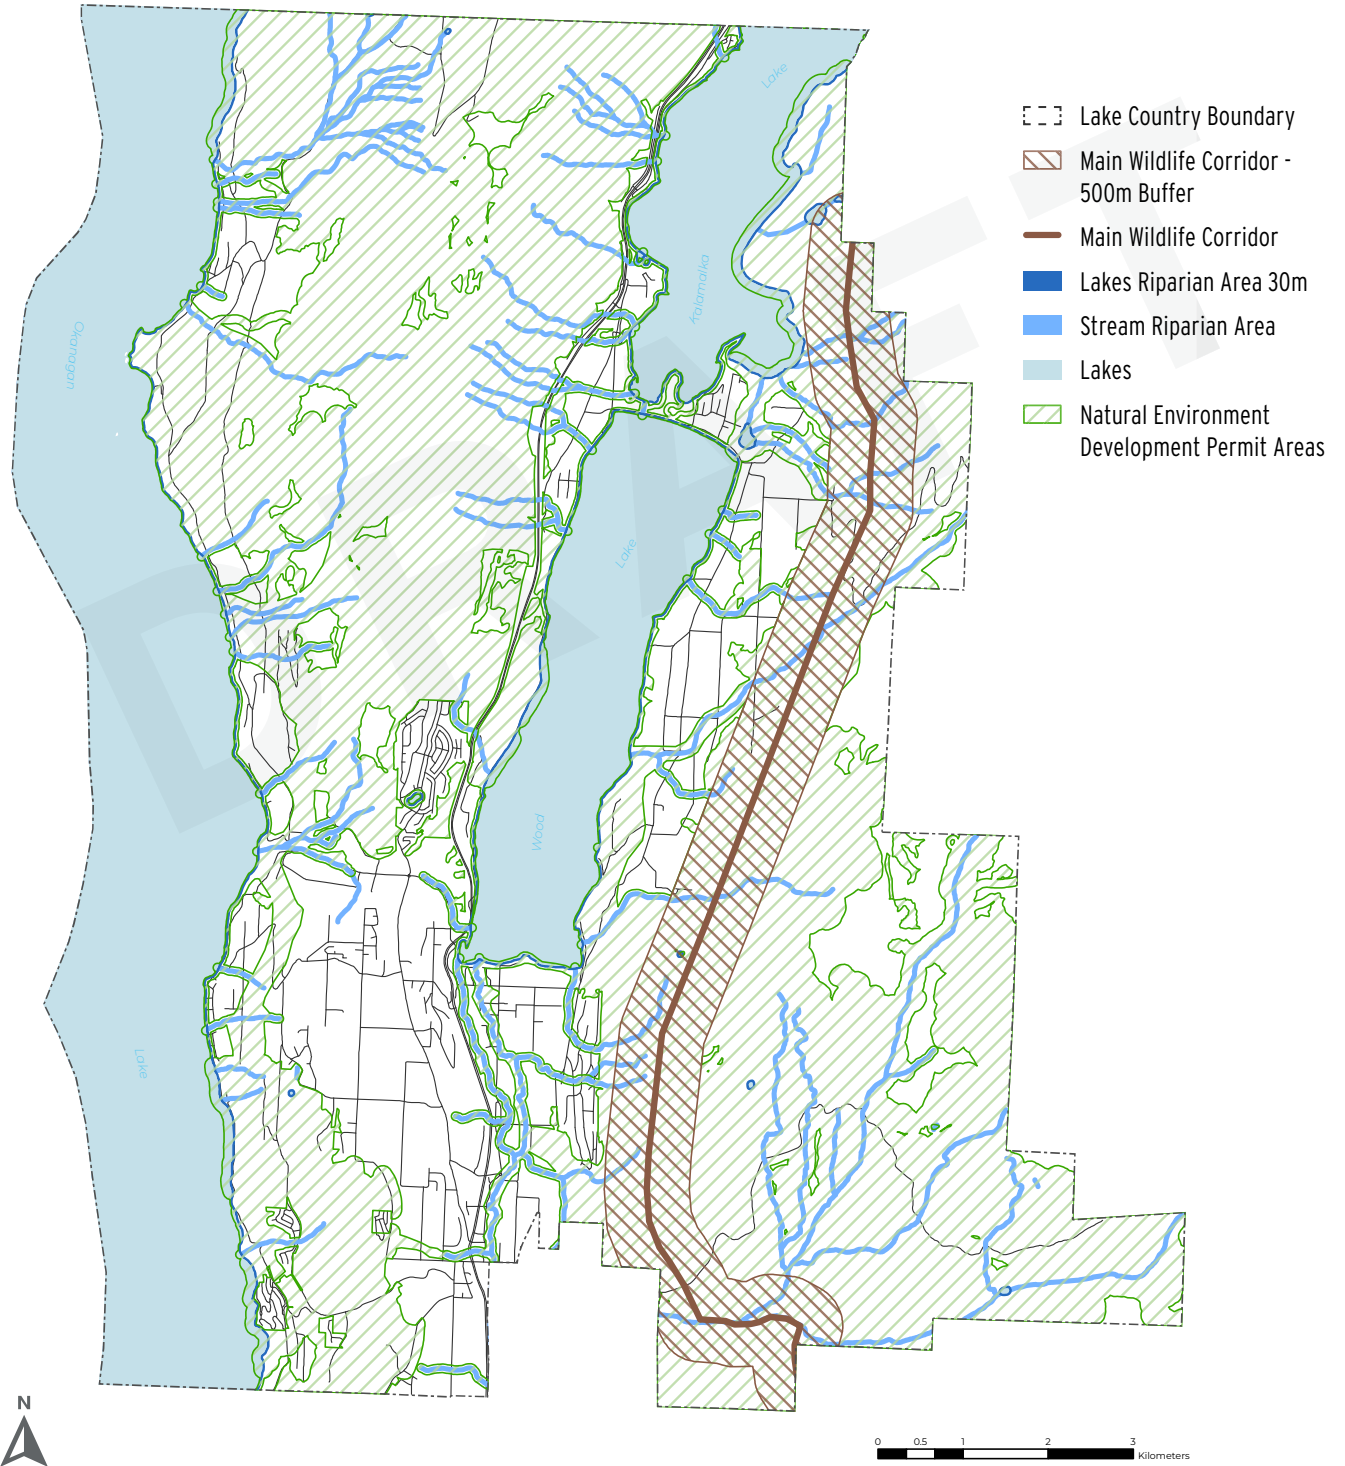 Lake Country Boundary
Main Wildlife Corridor -
500m Buffer
Main Wildlife Corridor
Lakes Riparian Area 30m
Stream Riparian Area
Lakes
Natural Environment
Development Permit Areas
Lake
Kalamalka
Okanagan
Lake
Wood
Lake
DRAFT
N
0 0.5 1 2 3
Kilometers